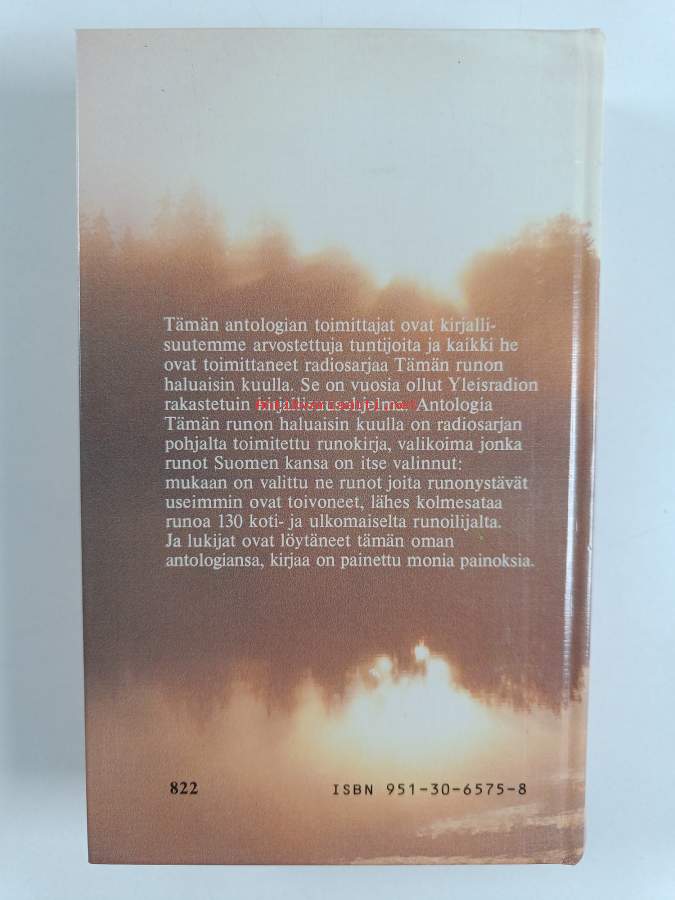 Tämän antologian toimittajat ovat kirjalli-
suutemme arvostettuja tuntijoita ja kaikki he
ovat toimittaneet radiosarjaa Tämän runon
haluaisin kuulla. Se on vuosia ollut Yleisradion
rakastetuin kirjallisuusohjelma. Antologia
Tämän runon haluaisin kuulla on radiosarjan
pohjalta toimitettu runokirja, valikoima jonka
runot Suomen kansa on itse valinnut:
mukaan on valittu ne runot joita runonystävät
useimmin ovat toivoneet, lähes kolmesataa
runoa 130 koti- ja ulkomaiselta runoilijalta.
Ja lukijat ovat löytäneet tämän oman
antologiansa, kirjaa on painettu monia painoksia.
822 ISBN 951-30-6575-8